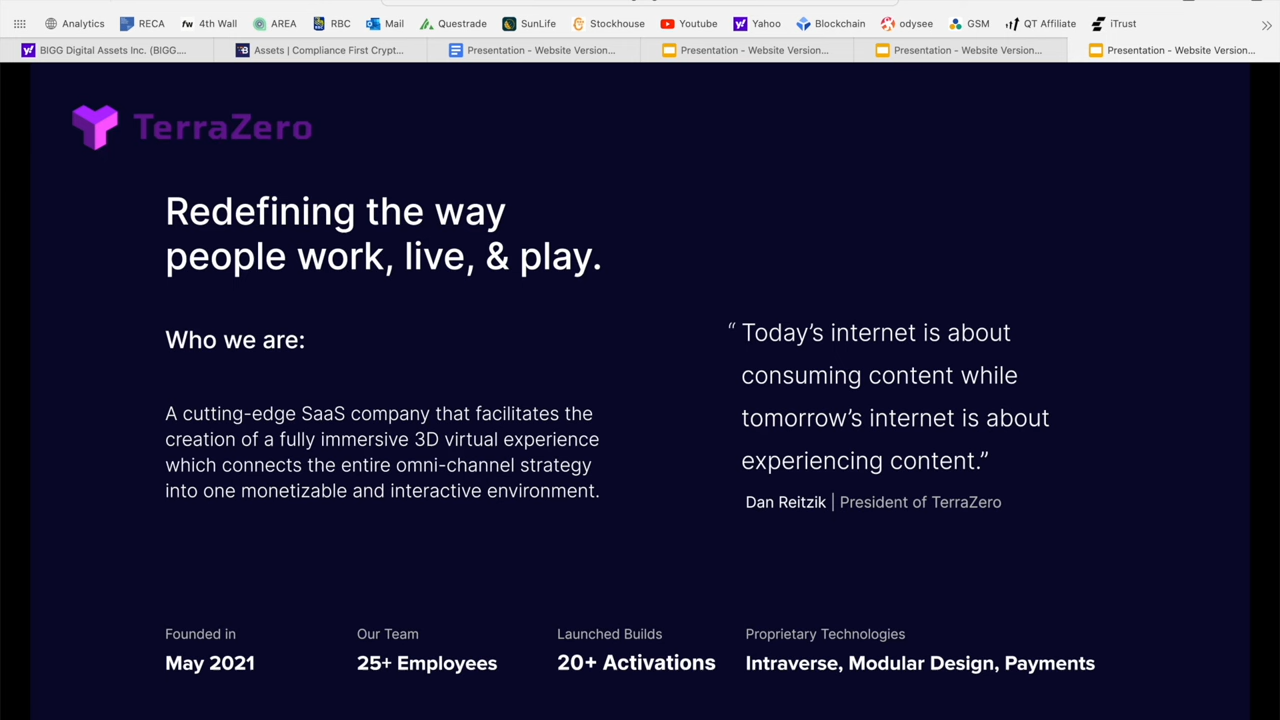 Analytics RECA 4th Wall AREA RBC Mail Questrade SunLife Stockhouse Youtube Yahoo Blockchain odysee GSM QT Affiliate iTrust
BIGG Digital Assets Inc. (BIGG.... Assets | Compliance First Crypt... Presentation - Website Version... Presentation - Website Version... Presentation - Website Version... Presentation - Website Version...
TerraZero
Redefining the way
people work, live, & play.
Who we are:
A cutting-edge SaaS company that facilitates the
creation of a fully immersive 3D virtual experience
which connects the entire omni-channel strategy
into one monetizable and interactive environment.
“ Today’s internet is about
consuming content while
tomorrow’s internet is about
experiencing content.”
Dan Reitzik | President of TerraZero
Founded in
May 2021
Our Team
25+ Employees
Launched Builds
20+ Activations
Proprietary Technologies
Intraverse, Modular Design, Payments